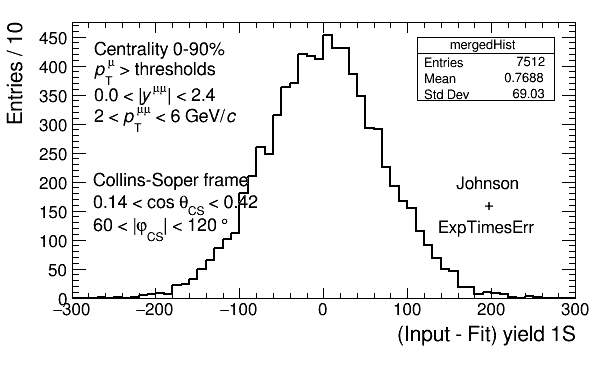 Entries / 10
450
400
350
300
250
200
150
100
50
0
Centrality 0-90%
p_T^μ > thresholds
0.0 < |y^μμ| < 2.4
2 < p_T^μμ < 6 GeV/c
Collins-Soper frame
0.14 < cos θ_CS < 0.42
60 < |φ_CS| < 120 °
mergedHist
Entries 7512
Mean 0.7688
Std Dev 69.03
Johnson
+
ExpTimesErr
−300 −200 −100 0 100 200 300
(Input - Fit) yield 1S